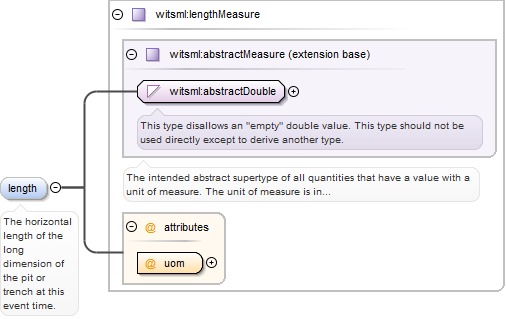 witsml:lengthMeasure
witsml:abstractMeasure (extension base)
witsml:abstractDouble
This type disallows an "empty" double value. This type should not be
used directly except to derive another type.
The intended abstract supertype of all quantities that have a value with a
unit of measure. The unit of measure is in...
length
The horizontal
length of the
long
dimension of
the pit or
trench at this
event time.
@ attributes
@ uom